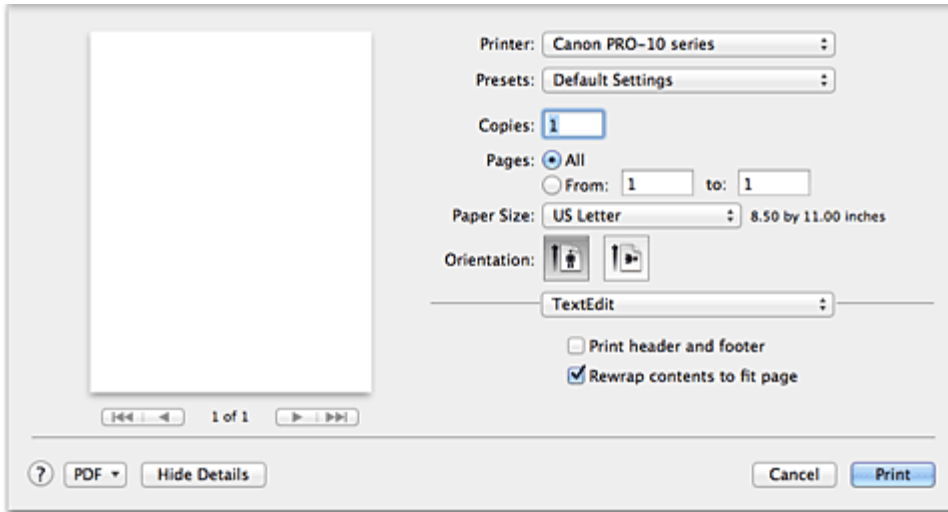 Printer: Canon PRO-10 series
Presets: Default Settings
Copies: 1
Pages: All
From: 1 to: 1
Paper Size: US Letter 8.50 by 11.00 inches
Orientation:
TextEdit
Print header and footer
Rewrap contents to fit page
1 of 1
? PDF Hide Details Cancel Print